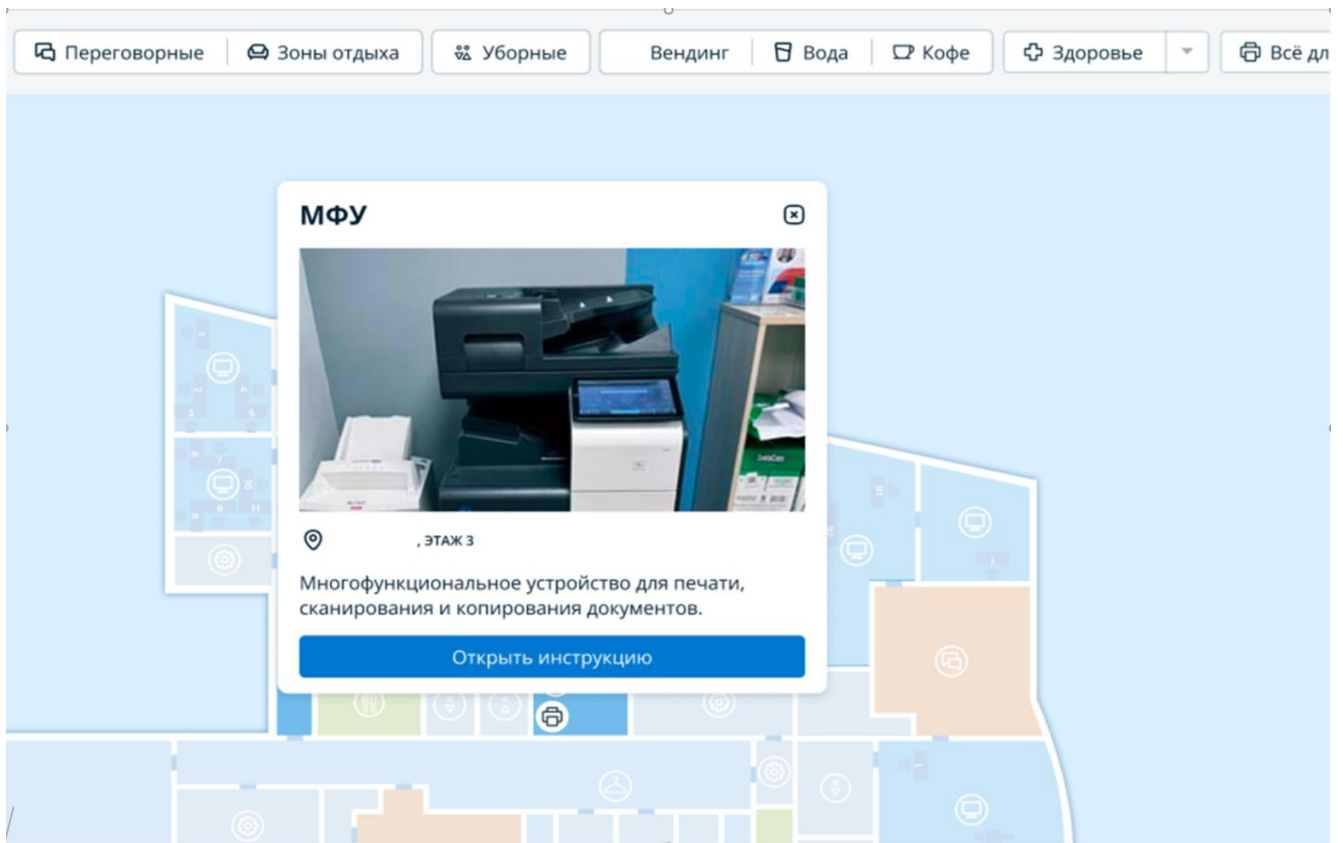 Переговорные
Зоны отдыха
Уборные
Вендинг
Вода
Кофе
Здоровье
Всё дл
МФУ
, ЭТАЖ 3
Многофункциональное устройство для печати,
сканирования и копирования документов.
Открыть инструкцию